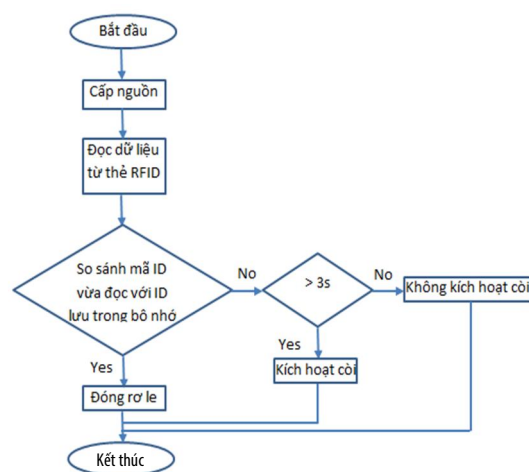 Bắt đầu
Cấp nguồn
Đọc dữ liệu
từ thẻ RFID
So sánh mã ID
vừa đọc với ID
lưu trong bô nhớ
No
> 3s
No
Không kích hoạt còi
Yes
Yes
Kích hoạt còi
Đóng rơ le
Kết thúc